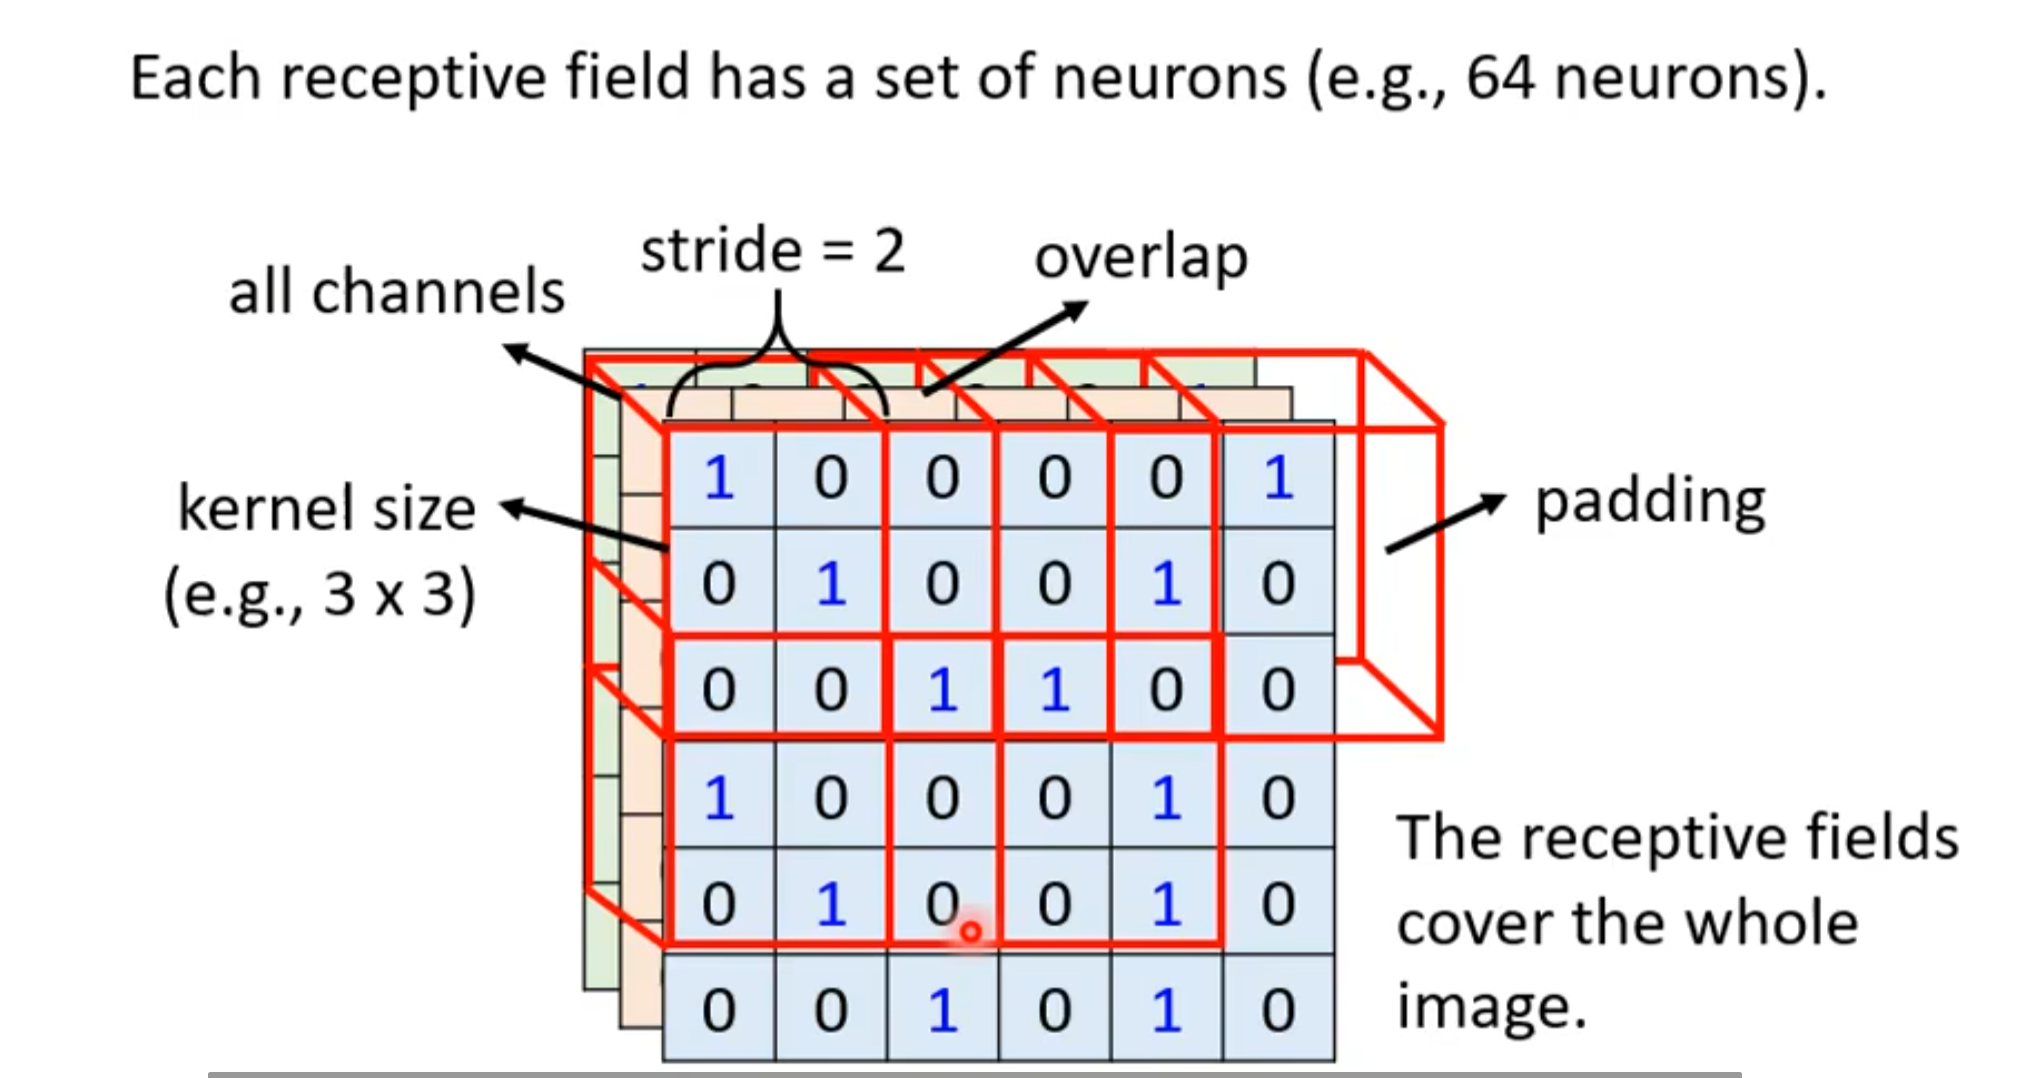 Each receptive field has a set of neurons (e.g., 64 neurons).
stride = 2
overlap
all channels
kernel size
(e.g., 3 x 3)
padding
1 0 0 0 0 1
0 1 0 0 1 0
0 0 1 1 0 0
1 0 0 0 1 0
0 1 0 0 1 0
0 0 1 0 1 0
The receptive fields
cover the whole
image.